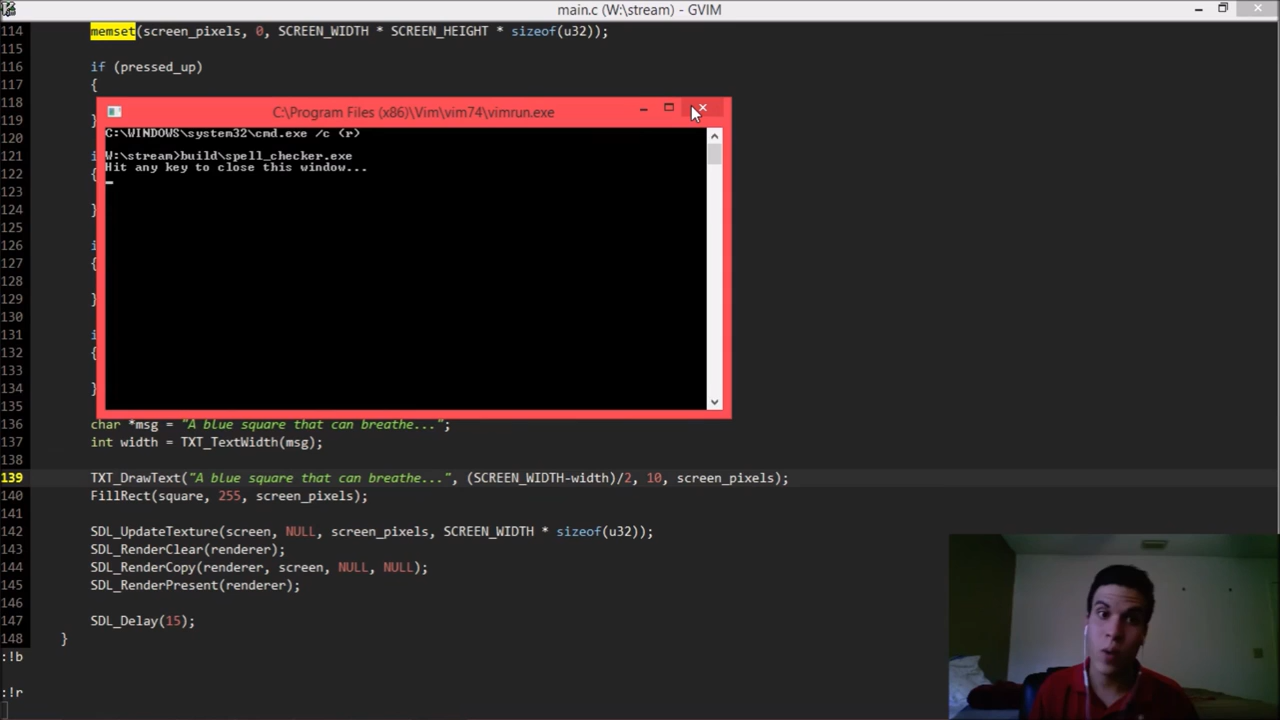 main.c (W:\stream) - GVIM
114 memset(screen_pixels, 0, SCREEN_WIDTH * SCREEN_HEIGHT * sizeof(u32));
115
116 if (pressed_up)
117 {
118
C:\Program Files (x86)\Vim\vim74\vimrun.exe
119 }
C:\WINDOWS\system32\cmd.exe /c (r)
120
121 i
W:\stream>build\spell_checker.exe
Hit any key to close this window...
122 {
123
124 }
125
126 i
127 {
128
129 }
130
131 i
132 {
133
134 }
135
136 char *msg = "A blue square that can breathe...";
137 int width = TXT_TextWidth(msg);
138
139 TXT_DrawText("A blue square that can breathe...", (SCREEN_WIDTH-width)/2, 10, screen_pixels);
140 FillRect(square, 255, screen_pixels);
141
142 SDL_UpdateTexture(screen, NULL, screen_pixels, SCREEN_WIDTH * sizeof(u32));
143 SDL_RenderClear(renderer);
144 SDL_RenderCopy(renderer, screen, NULL, NULL);
145 SDL_RenderPresent(renderer);
146
147 SDL_Delay(15);
148 }
:!b
:!r